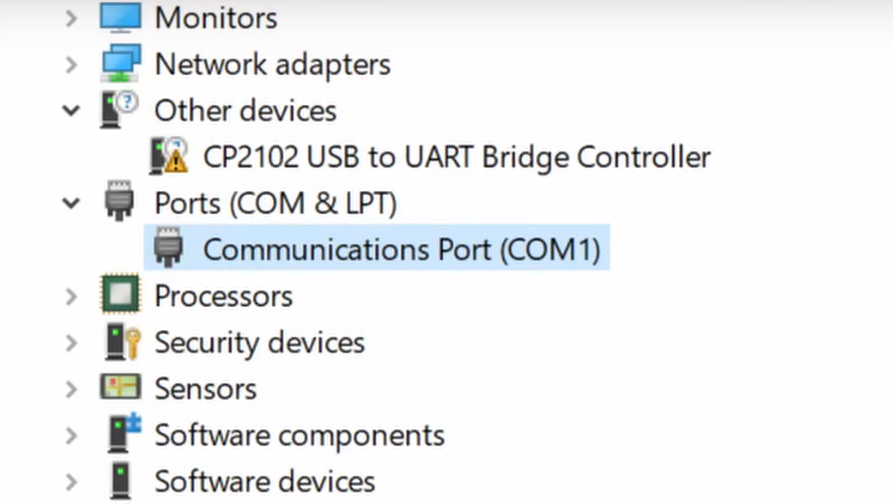 Monitors
Network adapters
Other devices
CP2102 USB to UART Bridge Controller
Ports (COM & LPT)
Communications Port (COM1)
Processors
Security devices
Sensors
Software components
Software devices